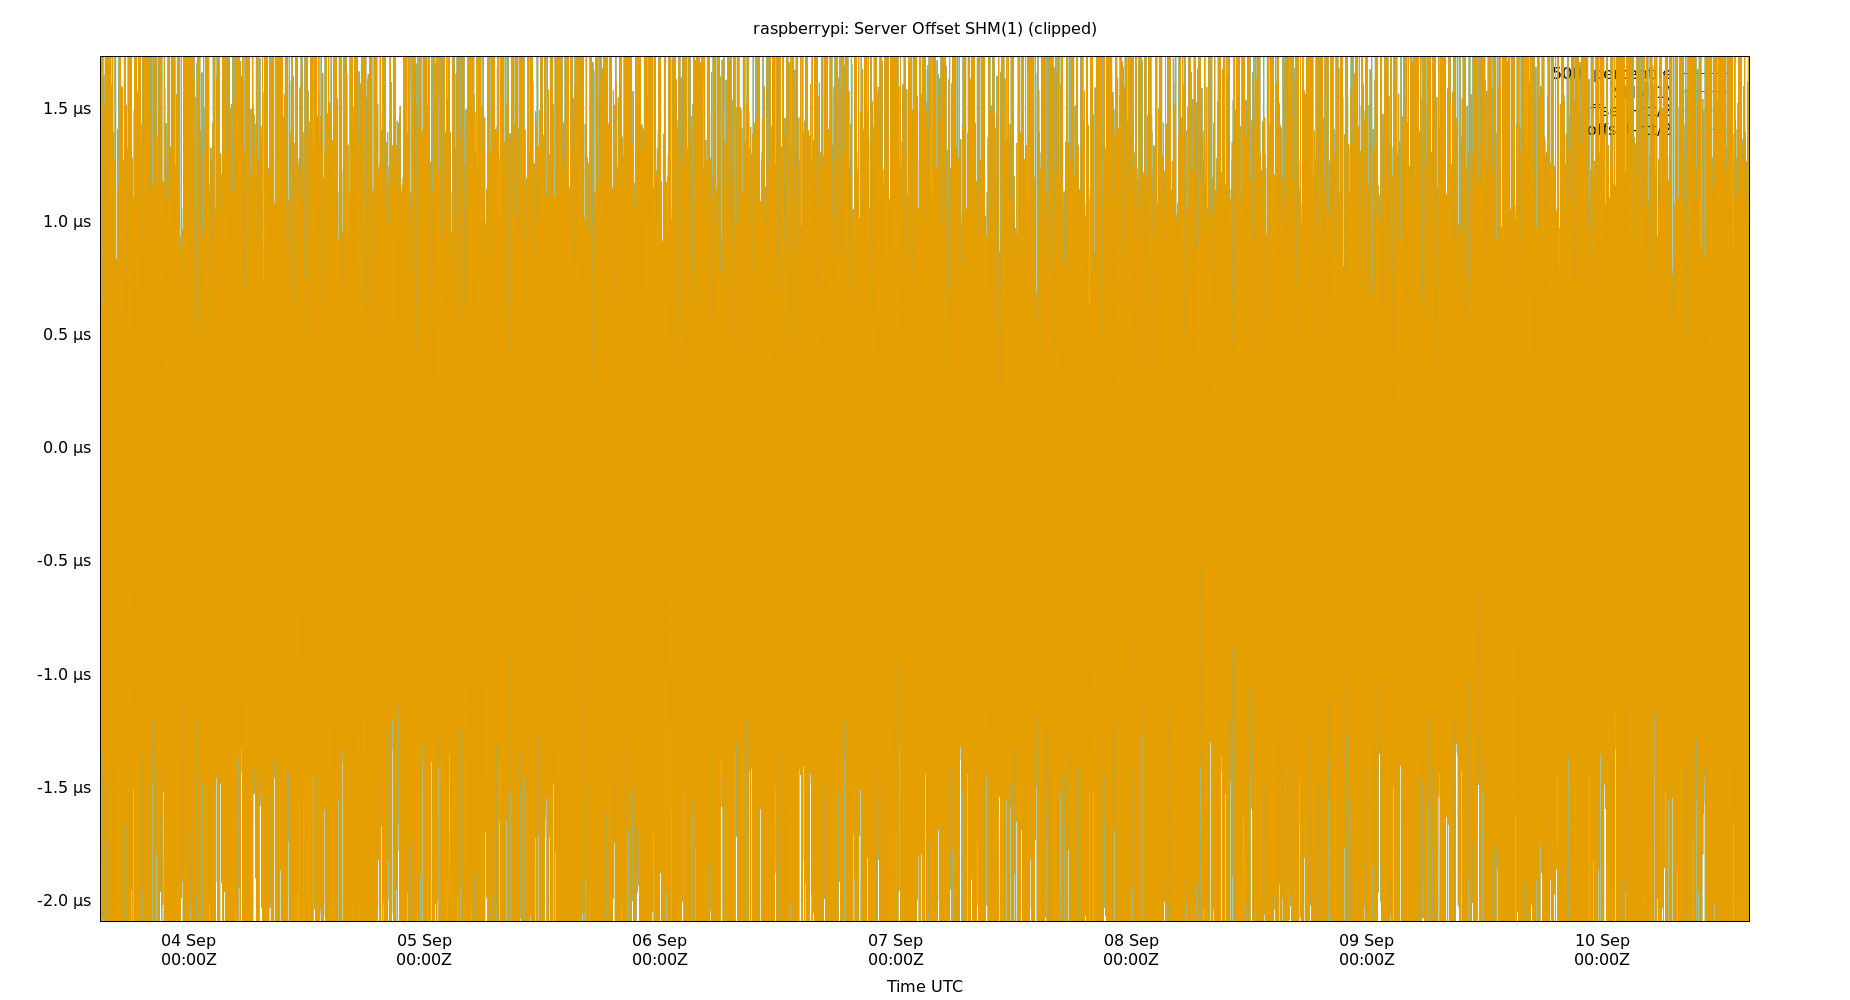 raspberrypi: Server Offset SHM(1) (clipped)
1.5 µs
1.0 µs
0.5 µs
0.0 µs
-0.5 µs
-1.0 µs
-1.5 µs
-2.0 µs
04 Sep 05 Sep 06 Sep 07 Sep 08 Sep 09 Sep 10 Sep
00:00Z 00:00Z 00:00Z 00:00Z 00:00Z 00:00Z 00:00Z
Time UTC